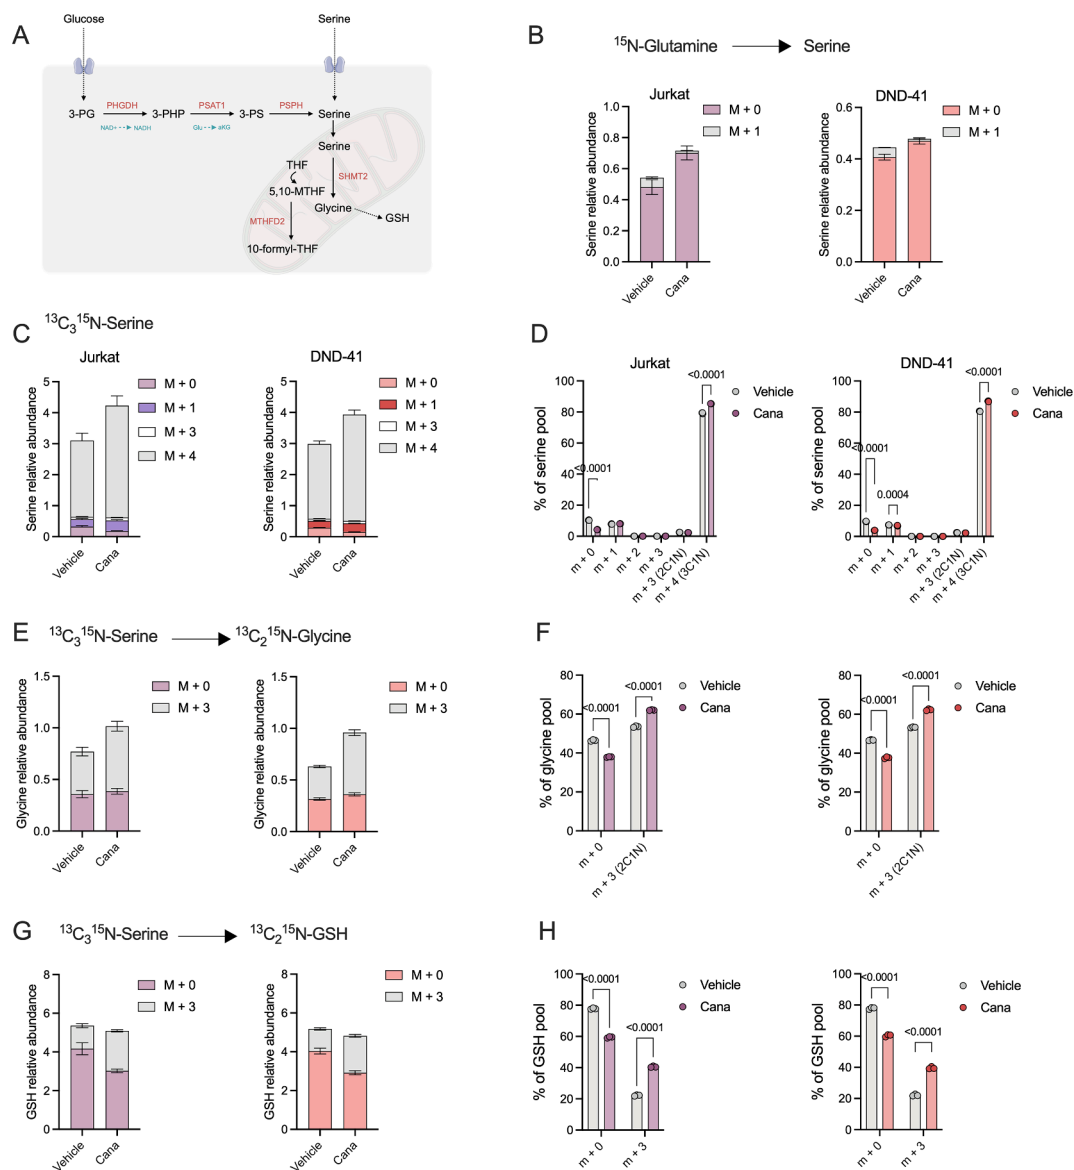 A
Glucose
Serine
3-PG
PHGDH
3-PHP
PSAT1
3-PS
PSPH
Serine
NAD+
NADH
Glu
aKG
Serine
THF
SHMT2
5,10-MTHF
Glycine
GSH
MTHFD2
10-formyl-THF
B
¹⁵N-Glutamine
Serine
Jurkat
Serine relative abundance
1.0
0.8
0.6
0.4
0.2
0.0
Vehicle
Cana
M + 0
M + 1
DND-41
Serine relative abundance
0.6
0.4
0.2
0.0
Vehicle
Cana
M + 0
M + 1
C
¹³C₃¹⁵N-Serine
Jurkat
Serine relative abundance
5
4
3
2
1
0
Vehicle
Cana
M + 0
M + 1
M + 3
M + 4
DND-41
Serine relative abundance
5
4
3
2
1
0
Vehicle
Cana
M + 0
M + 1
M + 3
M + 4
D
Jurkat
% of serine pool
100
80
60
40
20
0
<0.0001
<0.0001
m + 0
m + 1
m + 2
m + 3
m + 3 (2C1N)
m + 4 (3C1N)
Vehicle
Cana
DND-41
% of serine pool
100
80
60
40
20
0
<0.0001
0.0004
<0.0001
m + 0
m + 1
m + 2
m + 3
m + 3 (2C1N)
m + 4 (3C1N)
Vehicle
Cana
E
¹³C₃¹⁵N-Serine
¹³C₂¹⁵N-Glycine
Glycine relative abundance
1.5
1.0
0.5
0.0
Vehicle
Cana
M + 0
M + 3
Glycine relative abundance
1.5
1.0
0.5
0.0
Vehicle
Cana
M + 0
M + 3
F
% of glycine pool
80
60
40
20
0
<0.0001
<0.0001
m + 0
m + 3 (2C1N)
Vehicle
Cana
% of glycine pool
80
60
40
20
0
<0.0001
<0.0001
m + 0
m + 3 (2C1N)
Vehicle
Cana
G
¹³C₃¹⁵N-Serine
¹³C₂¹⁵N-GSH
GSH relative abundance
8
6
4
2
0
Vehicle
Cana
M + 0
M + 3
GSH relative abundance
8
6
4
2
0
Vehicle
Cana
M + 0
M + 3
H
% of GSH pool
100
80
60
40
20
0
<0.0001
<0.0001
m + 0
m + 3
Vehicle
Cana
% of GSH pool
100
80
60
40
20
0
<0.0001
<0.0001
m + 0
m + 3
Vehicle
Cana